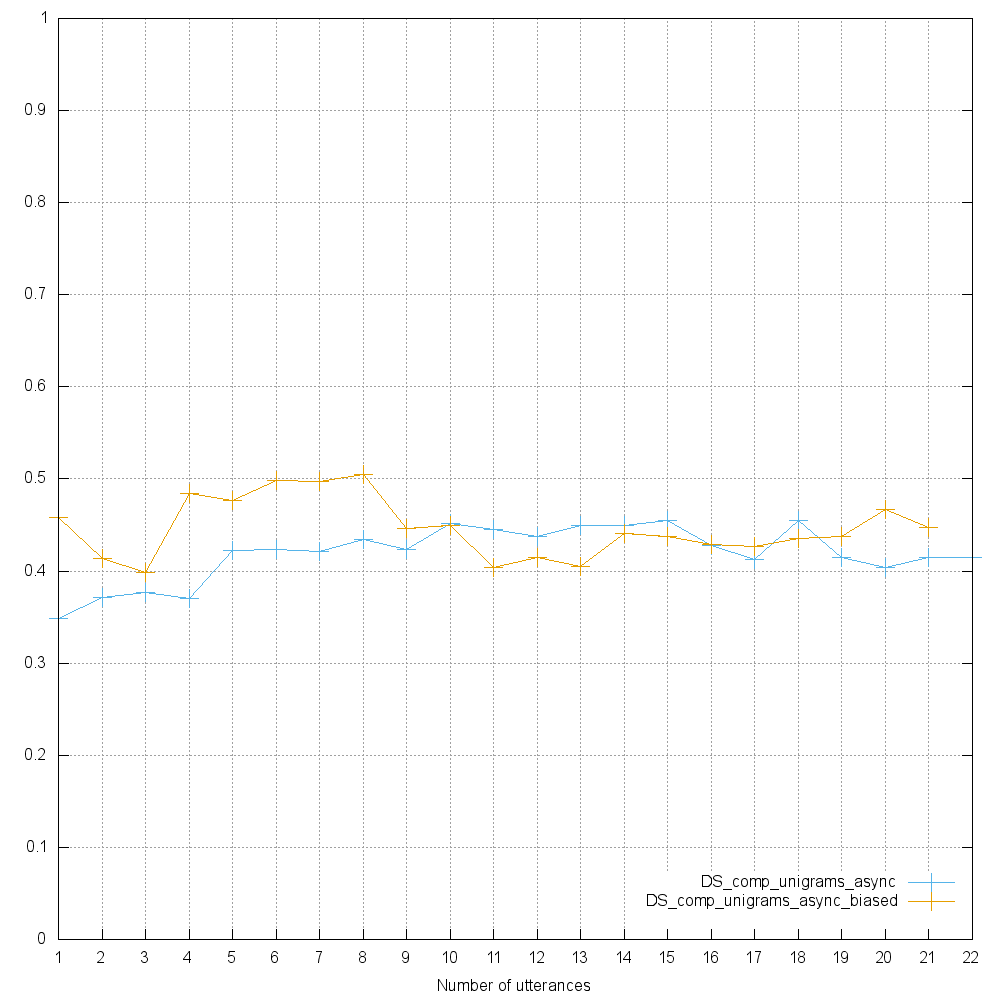 1
0.9
0.8
0.7
0.6
0.5
0.4
0.3
0.2
0.1
0
DS_comp_unigrams_async
DS_comp_unigrams_async_biased
1 2 3 4 5 6 7 8 9 10 11 12 13 14 15 16 17 18 19 20 21 22
Number of utterances